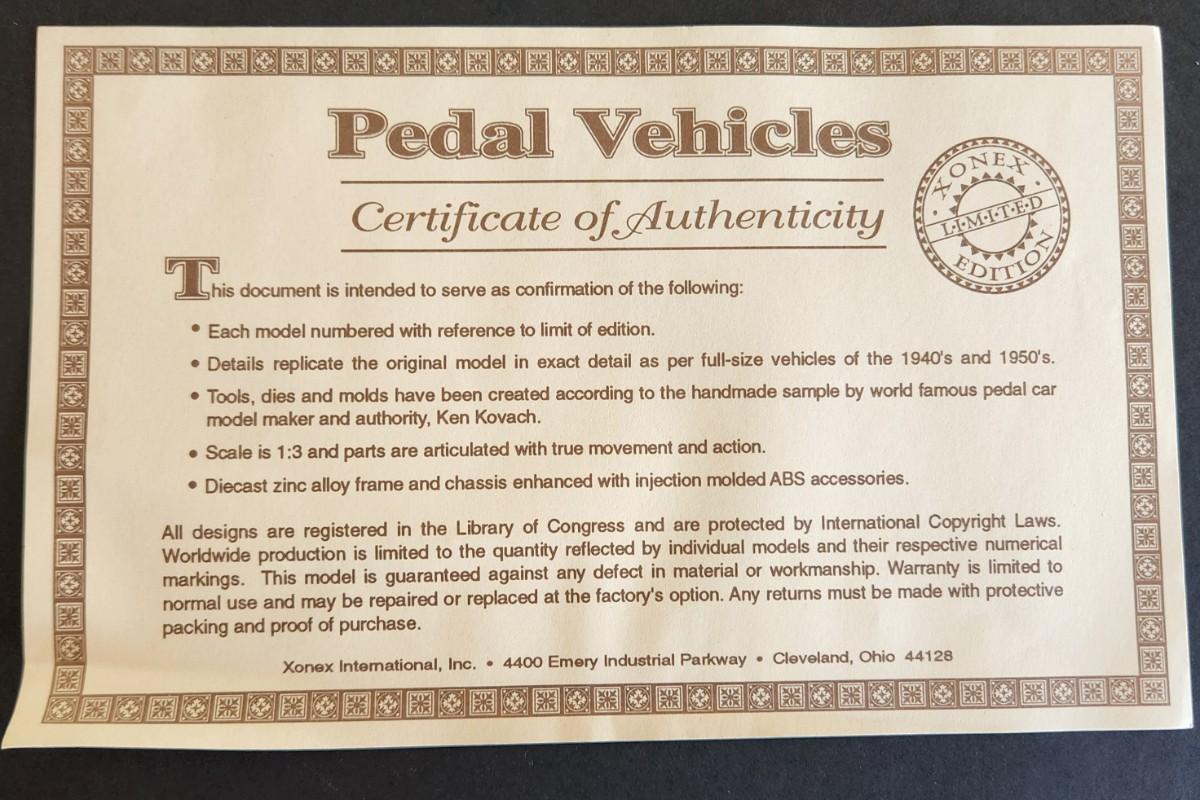 Pedal Vehicles
Certificate of Authenticity
XONEX
L·I·M·I·T·E·D
EDITION
This document is intended to serve as confirmation of the following:
• Each model numbered with reference to limit of edition.
• Details replicate the original model in exact detail as per full-size vehicles of the 1940's and 1950's.
• Tools, dies and molds have been created according to the handmade sample by world famous pedal car
model maker and authority, Ken Kovach.
• Scale is 1:3 and parts are articulated with true movement and action.
• Diecast zinc alloy frame and chassis enhanced with injection molded ABS accessories.
All designs are registered in the Library of Congress and are protected by International Copyright Laws.
Worldwide production is limited to the quantity reflected by individual models and their respective numerical
markings. This model is guaranteed against any defect in material or workmanship. Warranty is limited to
normal use and may be repaired or replaced at the factory's option. Any returns must be made with protective
packing and proof of purchase.
Xonex International, Inc. • 4400 Emery Industrial Parkway • Cleveland, Ohio 44128